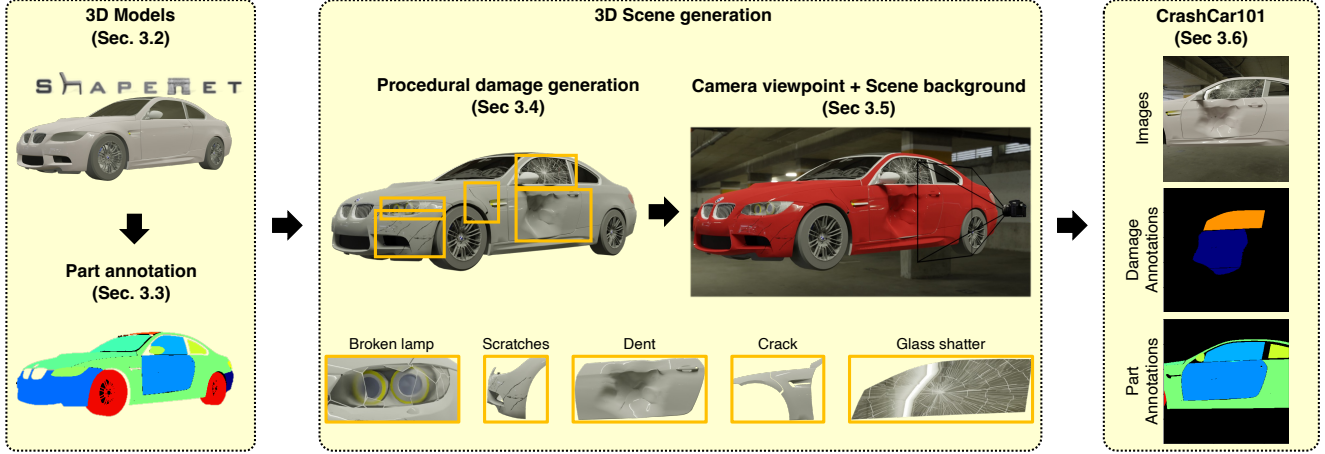 3D Models
(Sec. 3.2)
SHAPENET
Part annotation
(Sec. 3.3)
3D Scene generation
Procedural damage generation
(Sec 3.4)
Camera viewpoint + Scene background
(Sec 3.5)
Broken lamp
Scratches
Dent
Crack
Glass shatter
CrashCar101
(Sec 3.6)
Images
Damage
Annotations
Part
Annotations